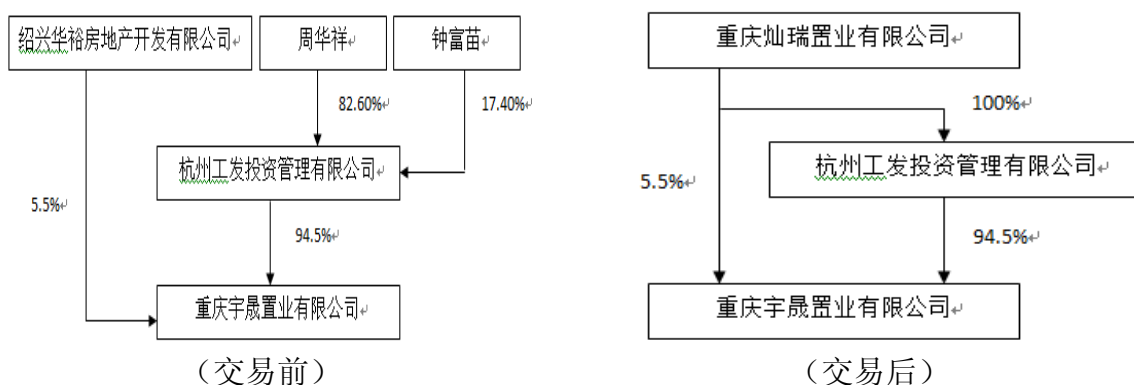 绍兴华裕房地产开发有限公司
周华祥
钟富苗
82.60%
17.40%
杭州工发投资管理有限公司
5.5%
94.5%
重庆宇晟置业有限公司
（交易前）
重庆灿瑞置业有限公司
100%
杭州工发投资管理有限公司
5.5%
94.5%
重庆宇晟置业有限公司
（交易后）